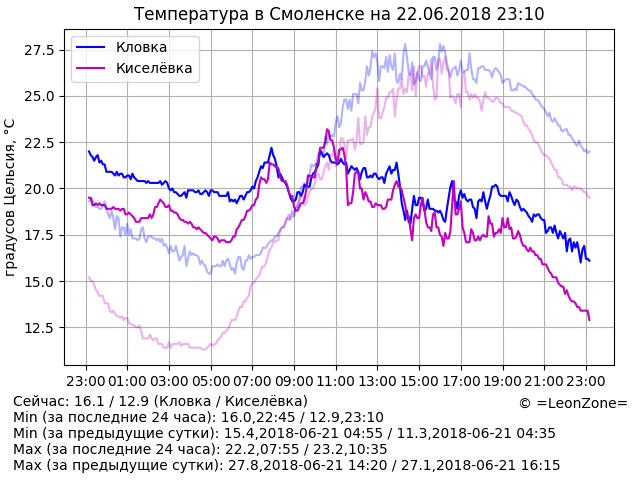 Температура в Смоленске на 22.06.2018 23:10
градусов Цельсия, °C
27.5
25.0
22.5
20.0
17.5
15.0
12.5
Кловка
Киселёвка
23:00 01:00 03:00 05:00 07:00 09:00 11:00 13:00 15:00 17:00 19:00 21:00 23:00
Сейчас: 16.1 / 12.9 (Кловка / Киселёвка)
© =LeonZone=
Min (за последние 24 часа): 16.0,22:45 / 12.9,23:10
Min (за предыдущие сутки): 15.4,2018-06-21 04:55 / 11.3,2018-06-21 04:35
Max (за последние 24 часа): 22.2,07:55 / 23.2,10:35
Max (за предыдущие сутки): 27.8,2018-06-21 14:20 / 27.1,2018-06-21 16:15